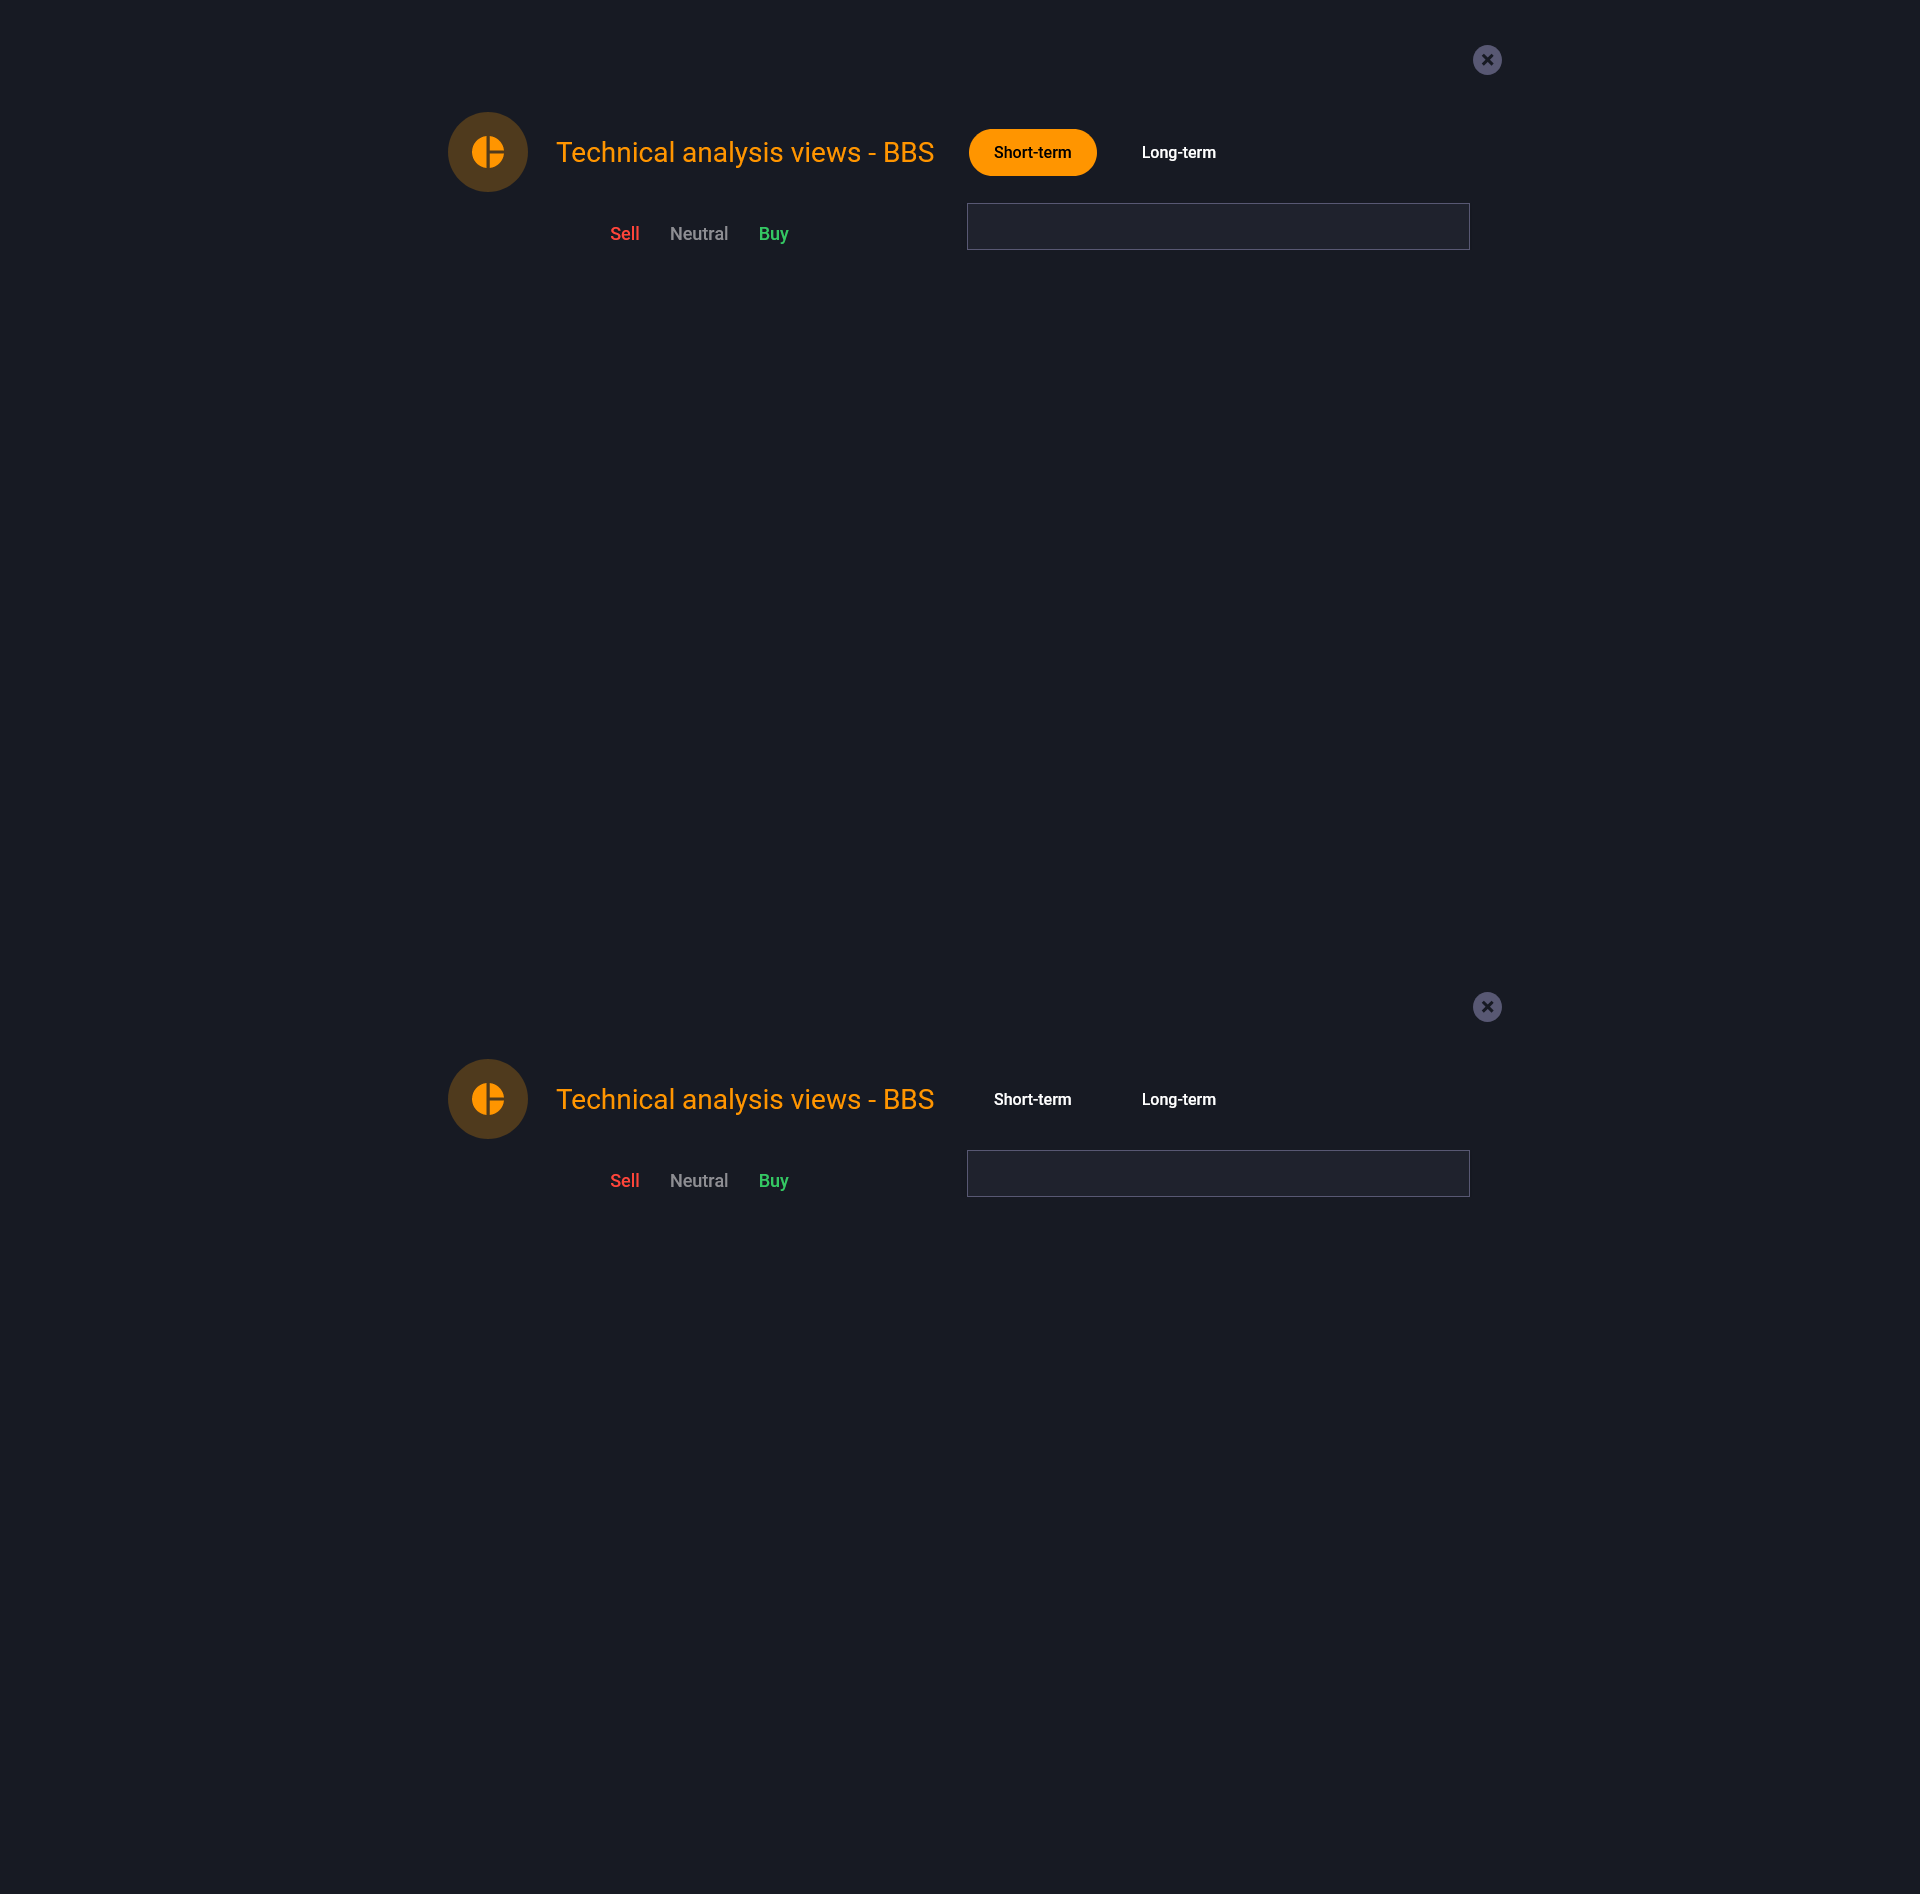 Technical analysis views - BBS
Short-term
Long-term
Sell
Neutral
Buy
Technical analysis views - BBS
Short-term
Long-term
Sell
Neutral
Buy